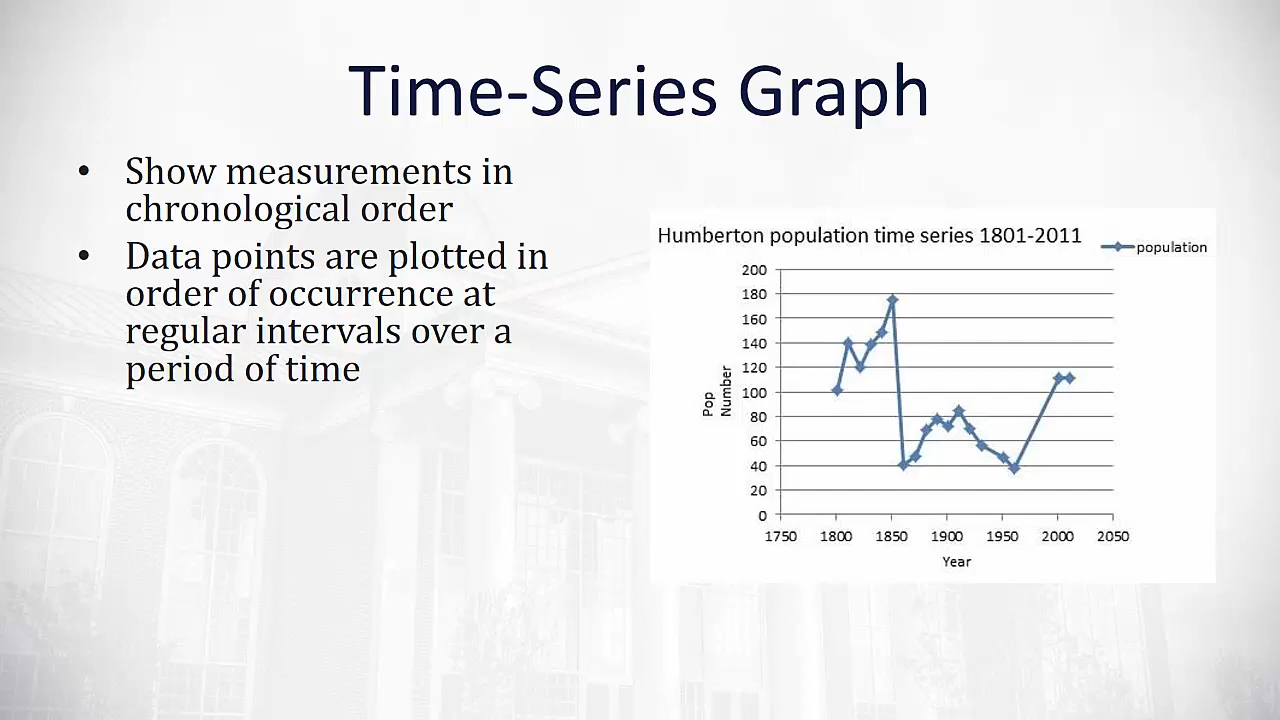 Time-Series Graph
• Show measurements in
chronological order
• Data points are plotted in
order of occurrence at
regular intervals over a
period of time
Humberton population time series 1801-2011
population
200
180
160
140
120
100
80
60
40
20
0
Pop
Number
1750 1800 1850 1900 1950 2000 2050
Year